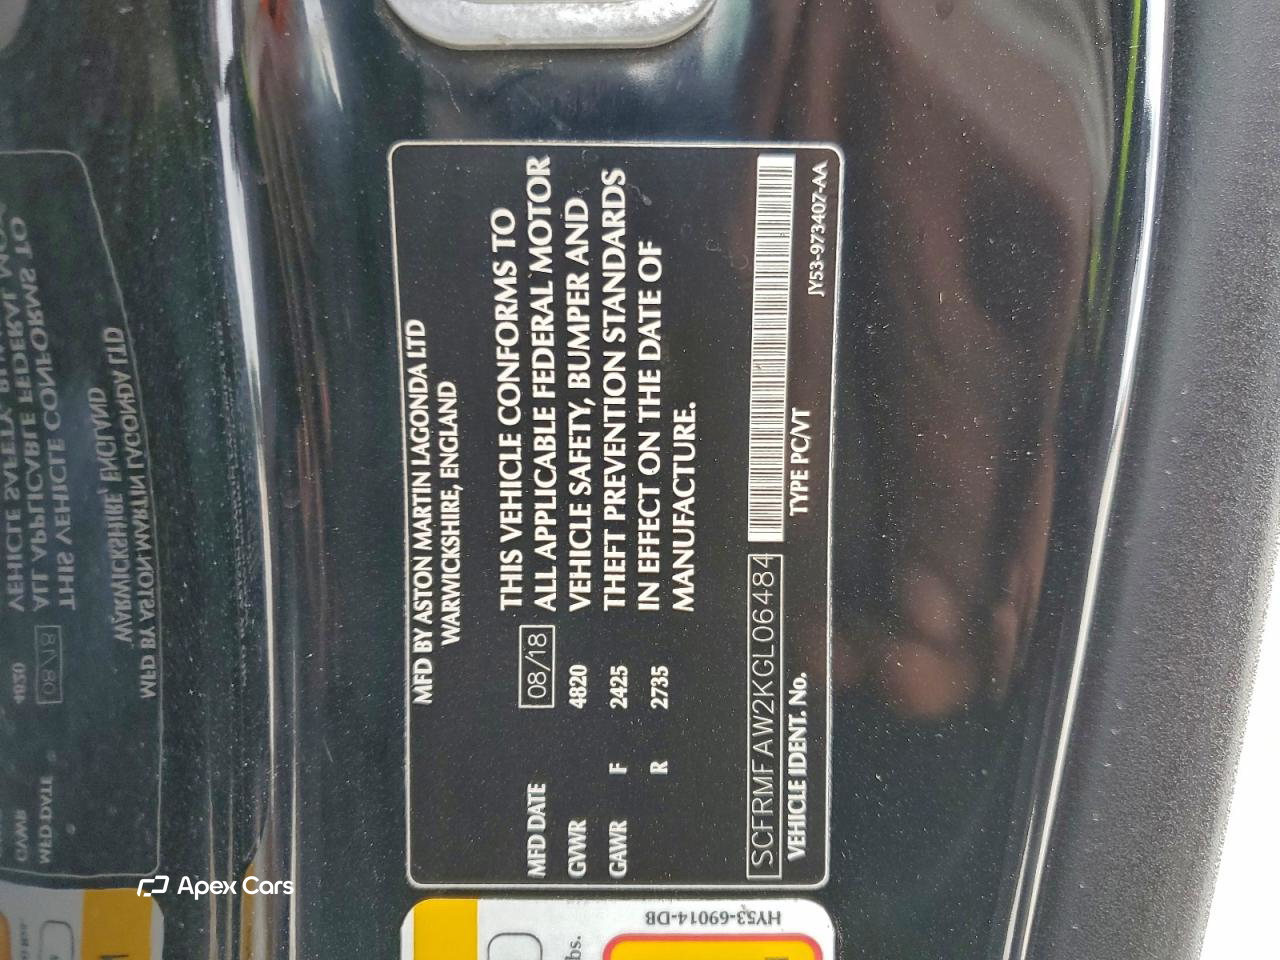 MFD BY ASTON MARTIN LAGONDA LTD
WARWICKSHIRE, ENGLAND
MFD DATE 08/18 THIS VEHICLE CONFORMS TO
ALL APPLICABLE FEDERAL MOTOR
GVWR 4820 VEHICLE SAFETY, BUMPER AND
GAWR F 2425 THEFT PREVENTION STANDARDS
R 2735 IN EFFECT ON THE DATE OF
MANUFACTURE.
SCFRMFAW2KGL06484
VEHICLE IDENT. No. TYPE PC/VT
JY53-973407-AA
HY53-69014-DB
bs.
Apex Cars